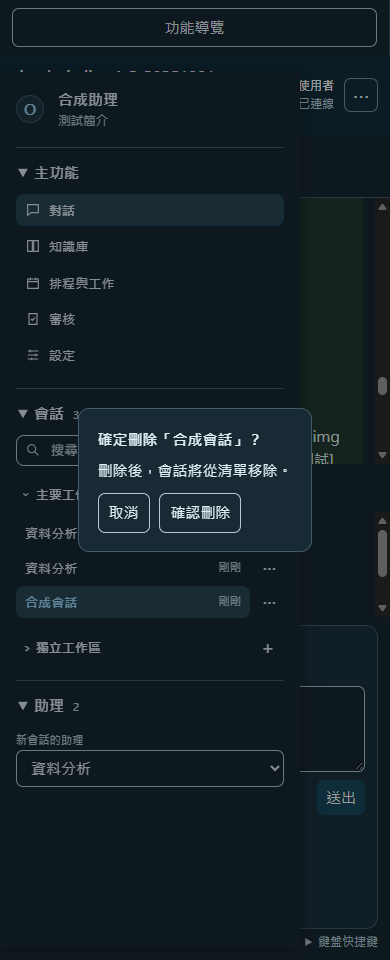 功能導覽
合成助理
測試簡介
使用者
已連線
...
▼ 主功能
對話
知識庫
排程與工作
審核
設定
▼ 會話 3
搜尋
img
測試]
確定刪除「合成會話」？
刪除後，會話將從清單移除。
取消
確認刪除
主要工作
資料分析
資料分析 剛剛 ...
合成會話 剛剛 ...
獨立工作區 +
▼ 助理 2
新會話的助理
資料分析
送出
▶ 鍵盤快捷鍵